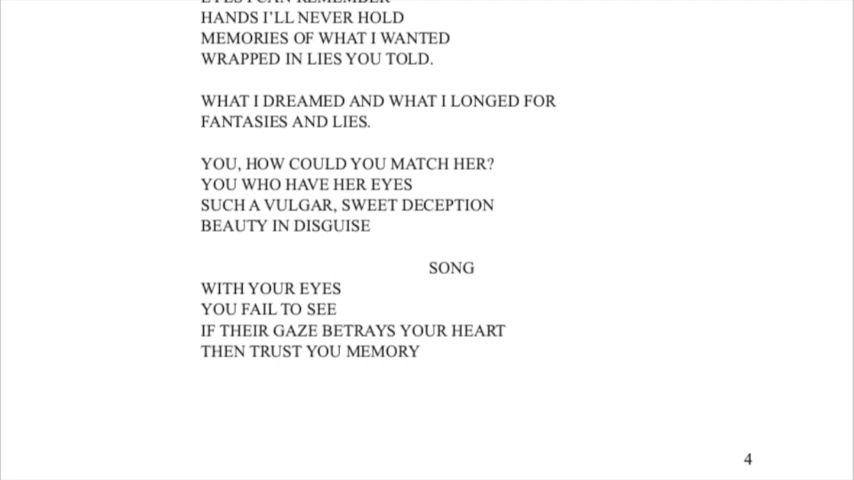 EYES I CAN REMEMBER
HANDS I'LL NEVER HOLD
MEMORIES OF WHAT I WANTED
WRAPPED IN LIES YOU TOLD.
WHAT I DREAMED AND WHAT I LONGED FOR
FANTASIES AND LIES.
YOU, HOW COULD YOU MATCH HER?
YOU WHO HAVE HER EYES
SUCH A VULGAR, SWEET DECEPTION
BEAUTY IN DISGUISE
SONG
WITH YOUR EYES
YOU FAIL TO SEE
IF THEIR GAZE BETRAYS YOUR HEART
THEN TRUST YOU MEMORY
4